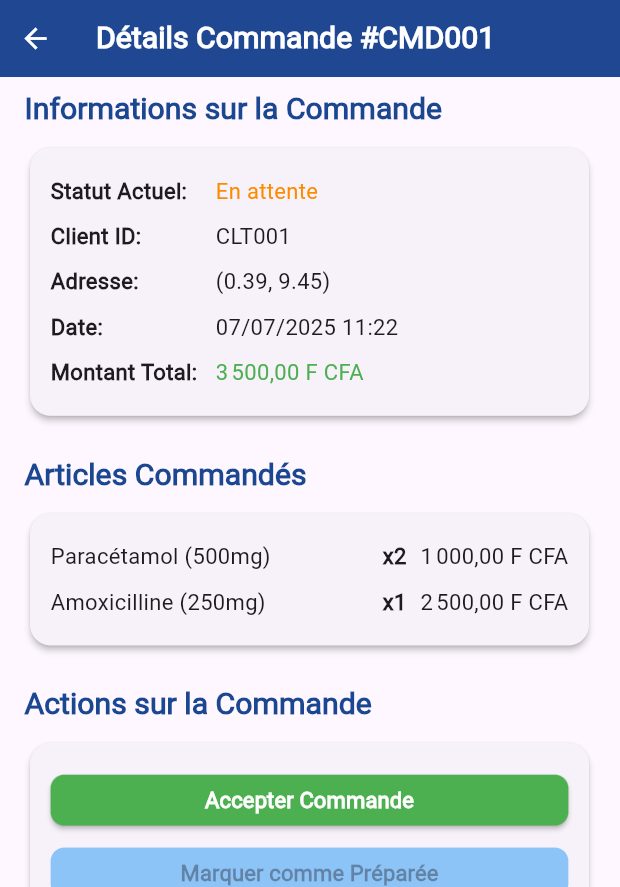 Détails Commande #CMD001
Informations sur la Commande
Statut Actuel: En attente
Client ID: CLT001
Adresse: (0.39, 9.45)
Date: 07/07/2025 11:22
Montant Total: 3 500,00 F CFA
Articles Commandés
Paracétamol (500mg) x2 1 000,00 F CFA
Amoxicilline (250mg) x1 2 500,00 F CFA
Actions sur la Commande
Accepter Commande
Marquer comme Préparée